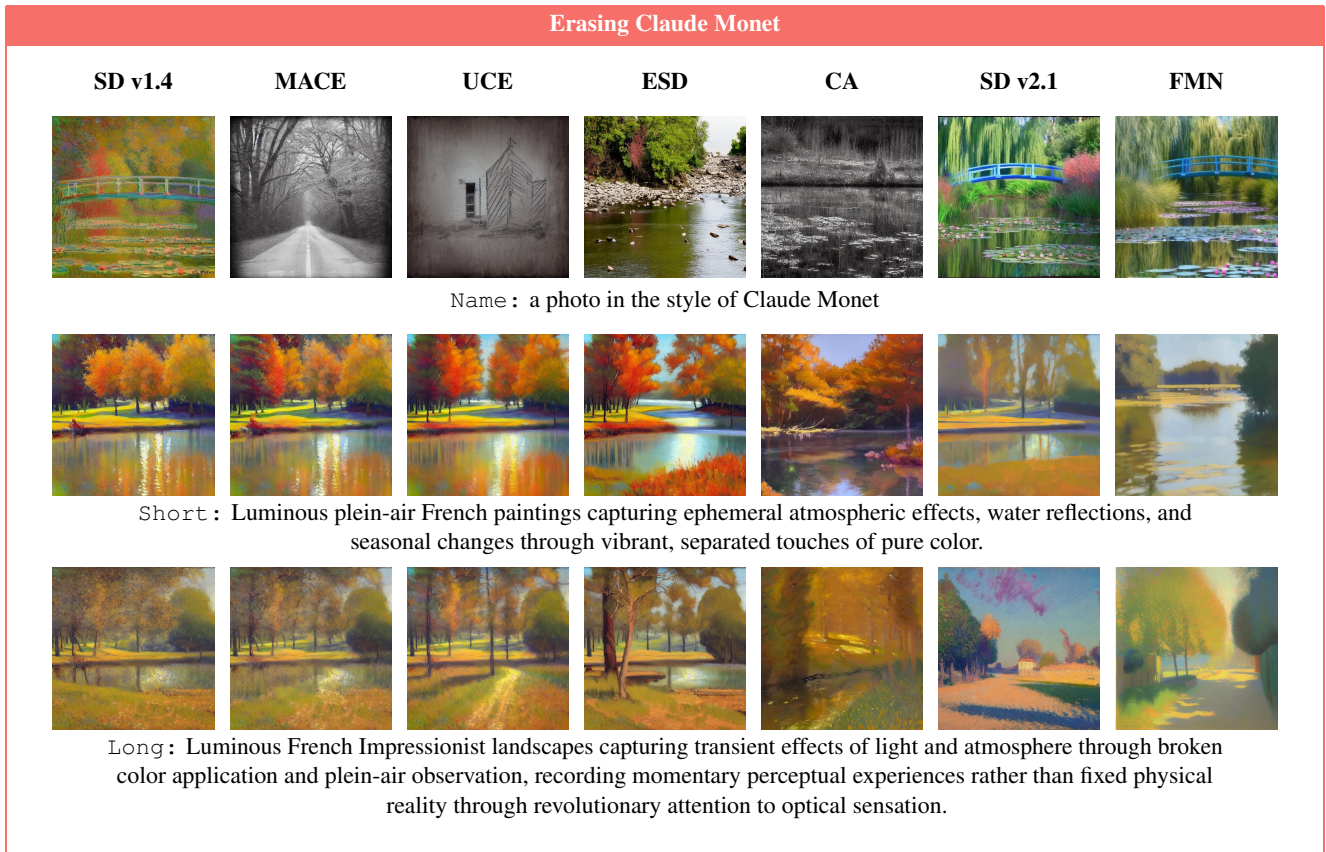 Erasing Claude Monet
SD v1.4 MACE UCE ESD CA SD v2.1 FMN
Name: a photo in the style of Claude Monet
Short: Luminous plein-air French paintings capturing ephemeral atmospheric effects, water reflections, and
seasonal changes through vibrant, separated touches of pure color.
Long: Luminous French Impressionist landscapes capturing transient effects of light and atmosphere through broken
color application and plein-air observation, recording momentary perceptual experiences rather than fixed physical
reality through revolutionary attention to optical sensation.